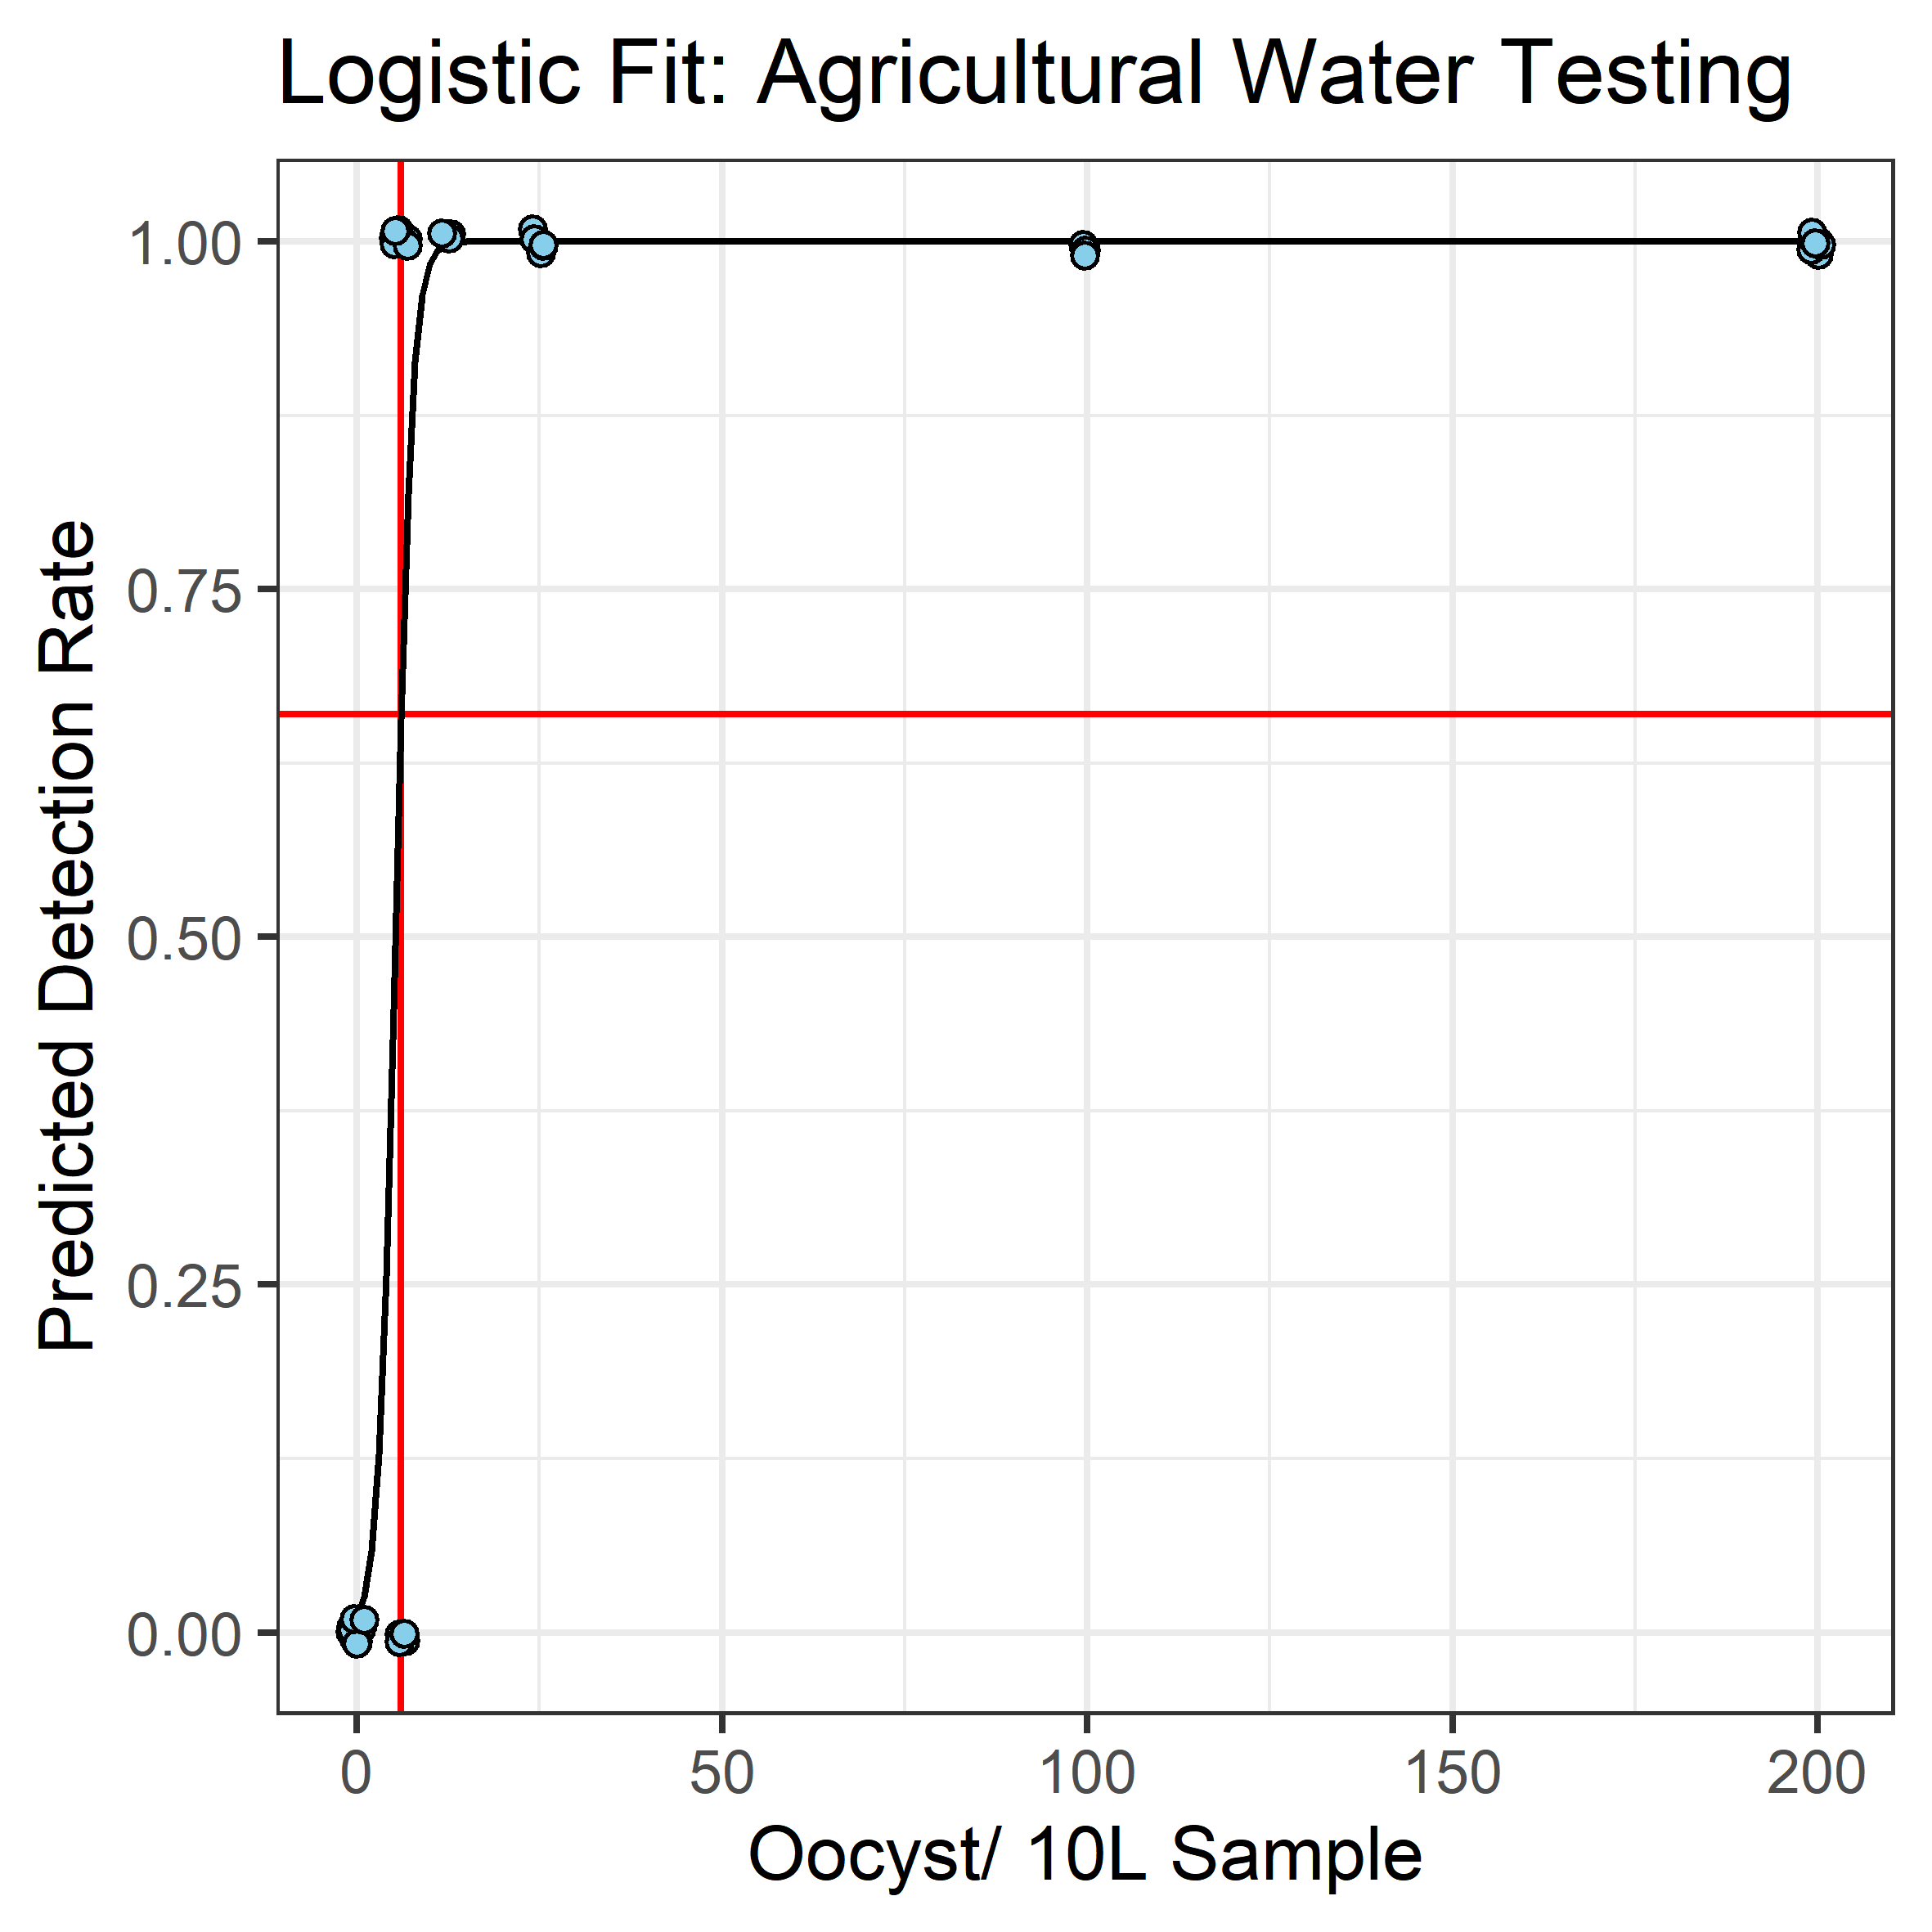 Logistic Fit: Agricultural Water Testing
Predicted Detection Rate
1.00
0.75
0.50
0.25
0.00
0 50 100 150 200
Oocyst/ 10L Sample